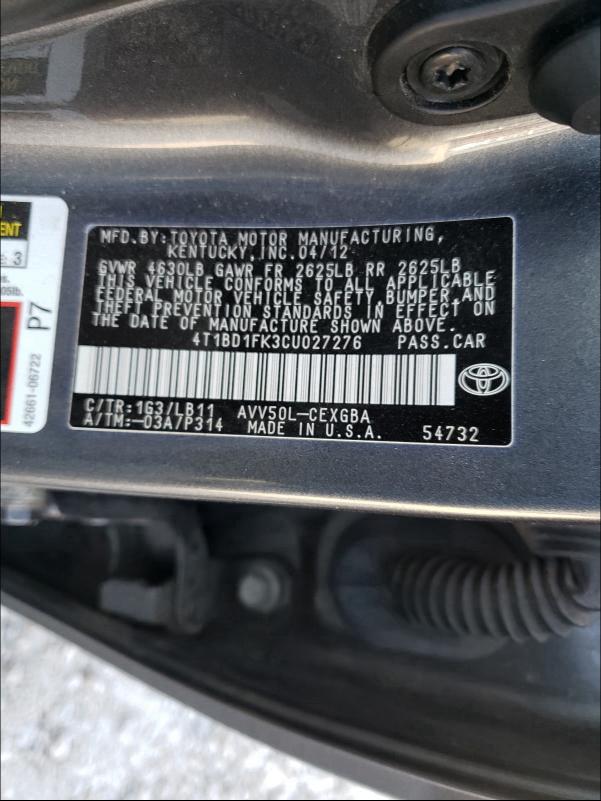 MFD.BY:TOYOTA MOTOR MANUFACTURING,
KENTUCKY,INC.04/12
GVWR 4630LB GAWR FR 2625LB RR 2625LB
THIS VEHICLE CONFORMS TO ALL APPLICABLE
FEDERAL MOTOR VEHICLE SAFETY,BUMPER,AND
THEFT PREVENTION STANDARDS IN EFFECT ON
THE DATE OF MANUFACTURE SHOWN ABOVE.
4T1BD1FK3CU027276 PASS.CAR
C/TR:1G3/LB11 AVV50L-CEXGBA
A/TM:-03A7P314 MADE IN U.S.A. 54732
3
P7
42661-06722